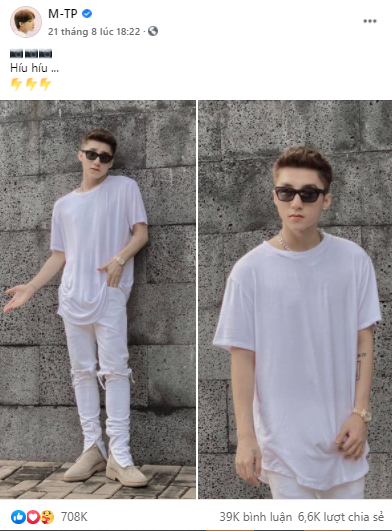 M-TP
21 tháng 8 lúc 18:22 ·
Híu híu ...
708K
39K bình luận 6,6K lượt chia sẻ